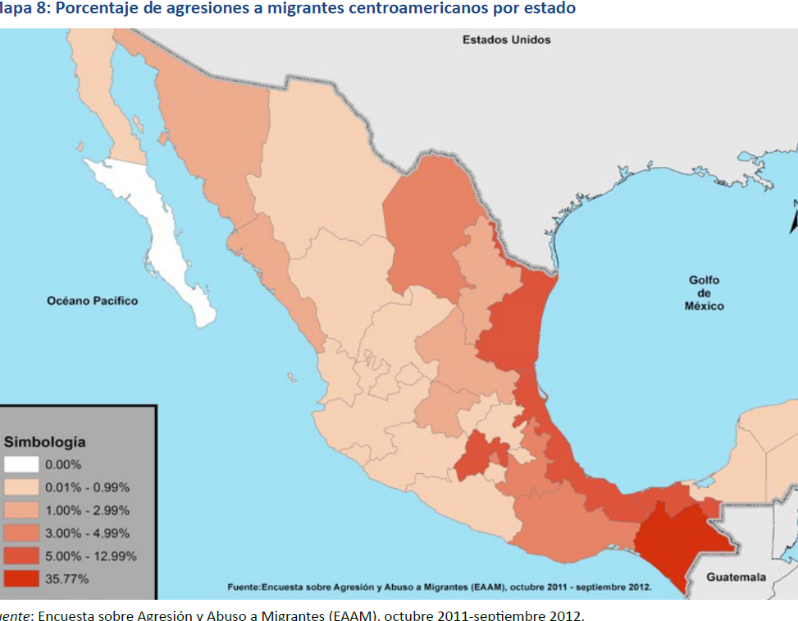 apa 8: Porcentaje de agresiones a migrantes centroamericanos por estado
Estados Unidos
N
Golfo
de
México
Océano Pacífico
Simbología
0.00%
0.01% - 0.99%
1.00% - 2.99%
3.00% - 4.99%
5.00% - 12.99%
35.77%
Guatemala
Fuente:Encuesta sobre Agresión y Abuso a Migrantes (EAAM), octubre 2011 - septiembre 2012.
ente: Encuesta sobre Agresión y Abuso a Migrantes (EAAM), octubre 2011-septiembre 2012.